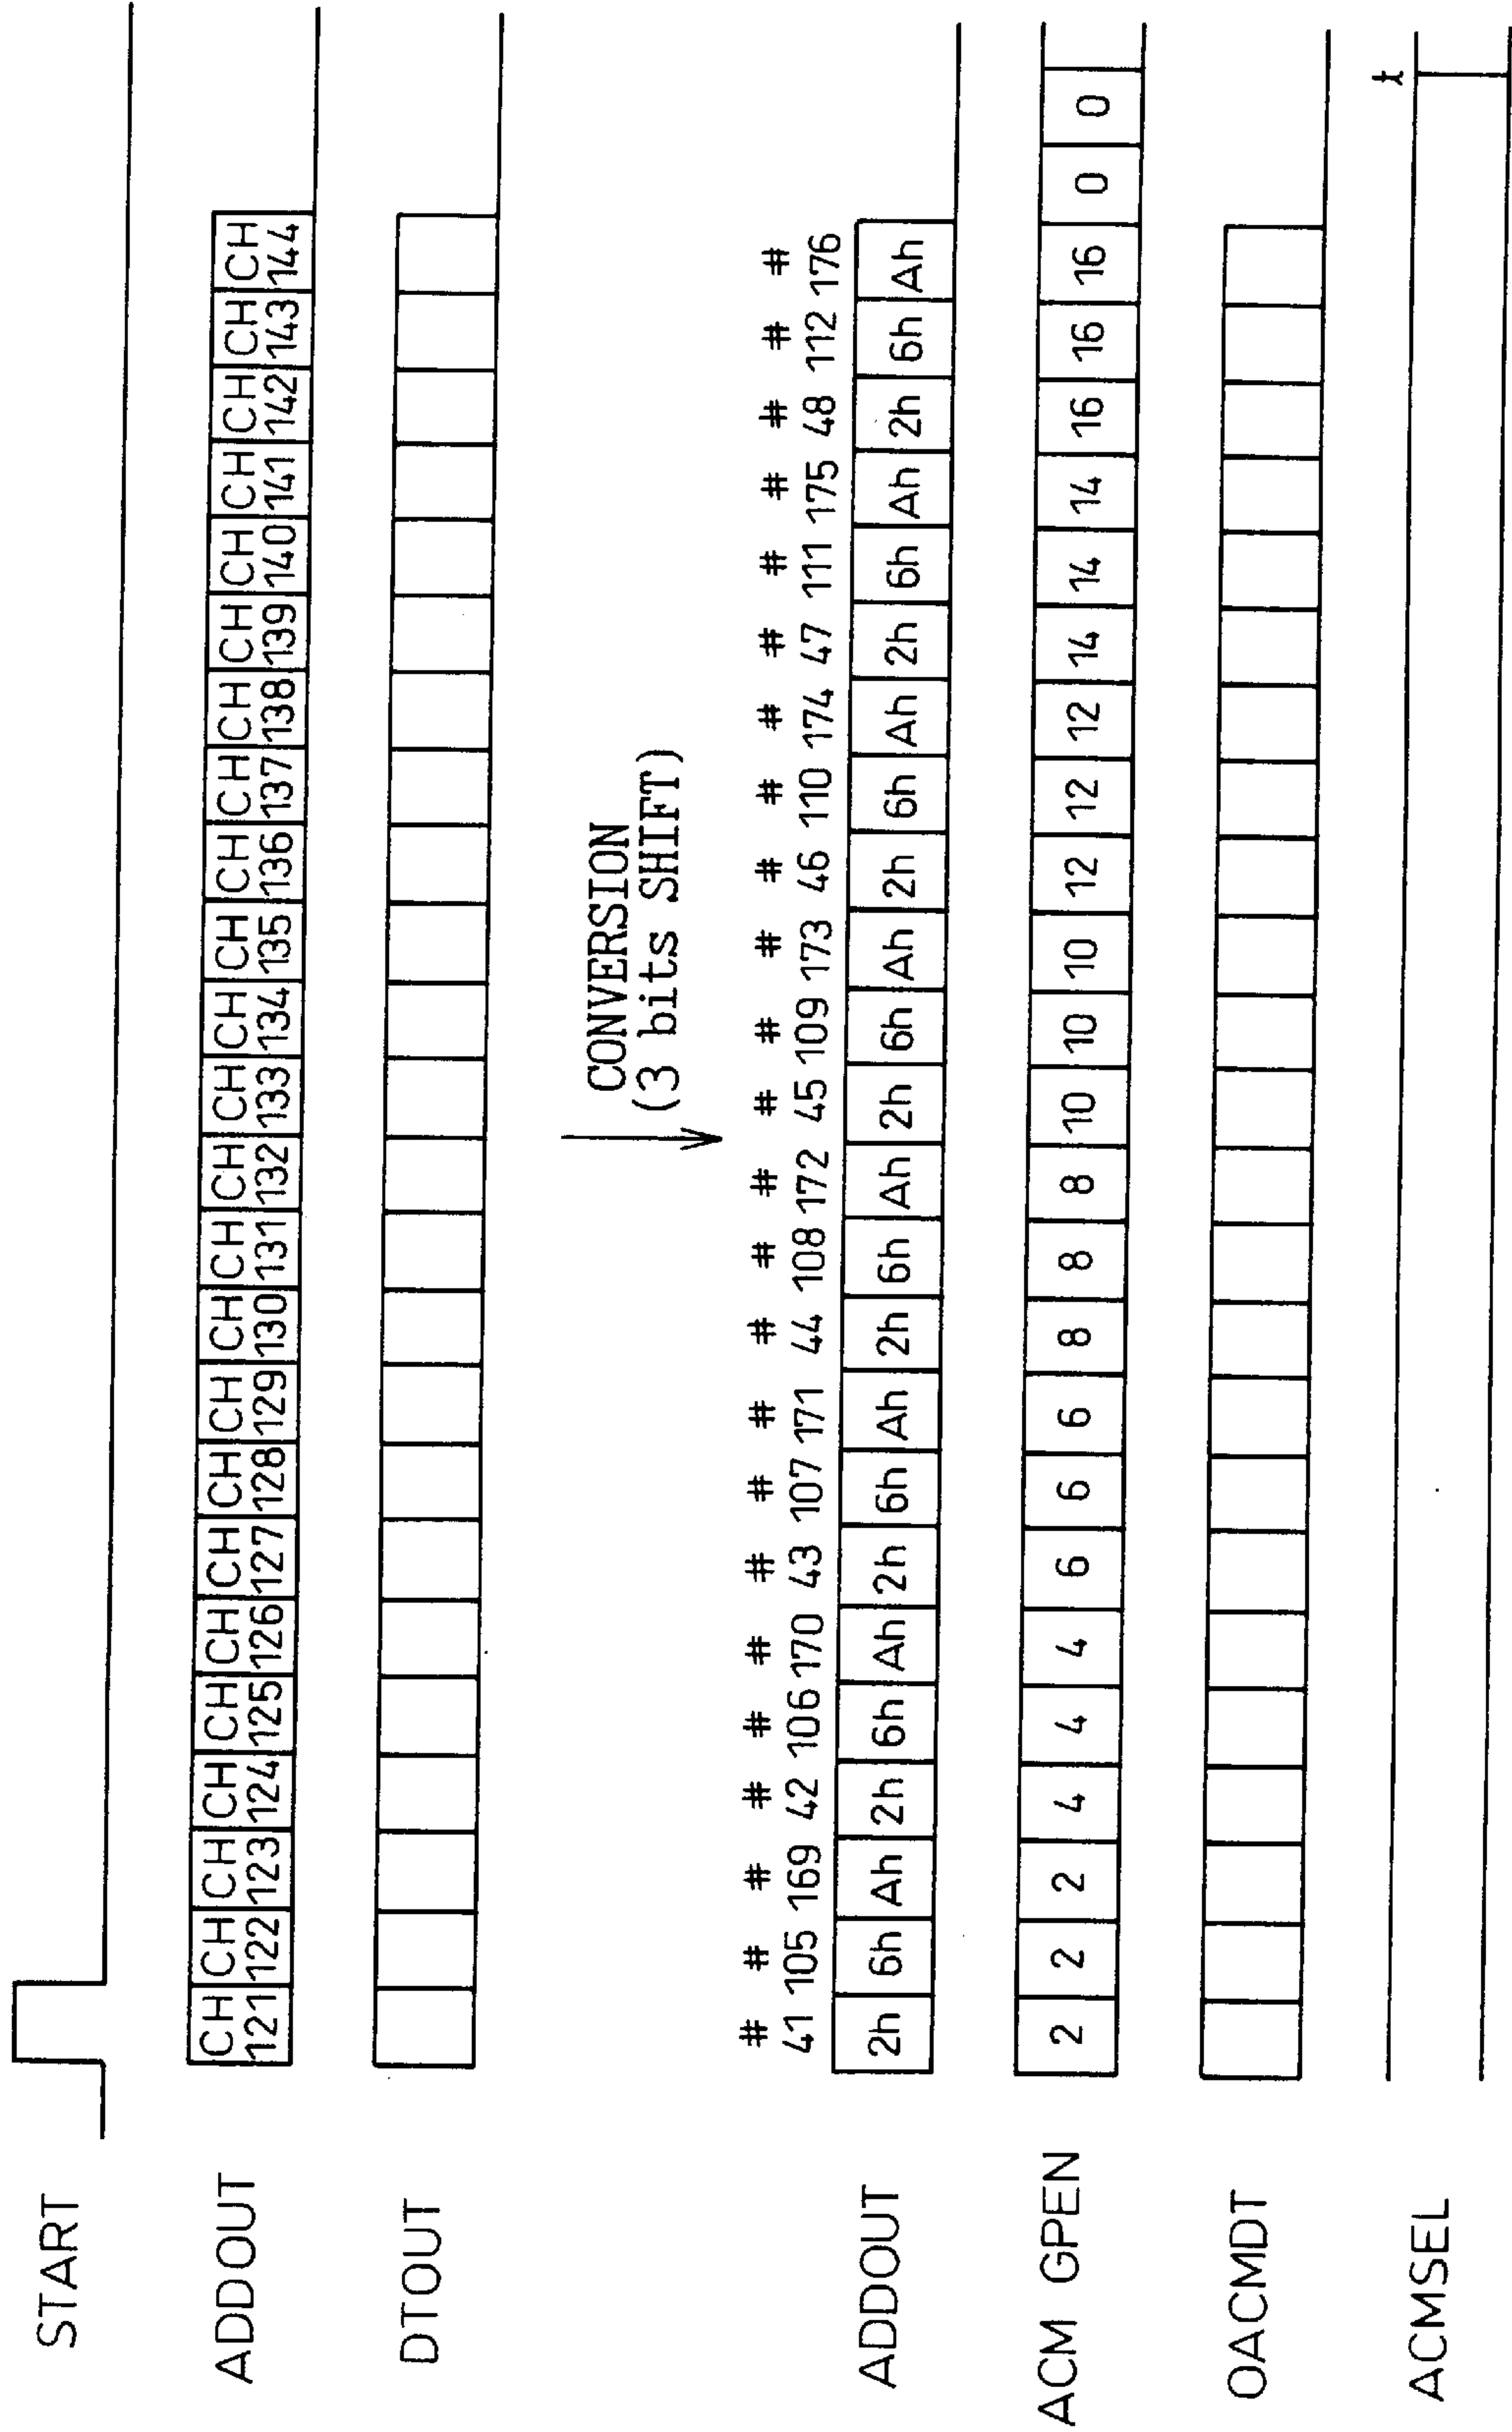 START
ADDOUT
CH CH CH CH CH CH CH CH CH CH CH CH CH CH CH CH CH CH CH CH CH CH CH CH
121 122 123 124 125 126 127 128 129 130 131 132 133 134 135 136 137 138 139 140 141 142 143 144
DTOUT
CONVERSION
(3 bits SHIFT)
# # # # # # # # # # # # # # # # # # # # # # # #
41 105 169 42 106 170 43 107 171 44 108 172 45 109 173 46 110 174 47 111 175 48 112 176
ADDOUT 2h 6h Ah 2h 6h Ah 2h 6h Ah 2h 6h Ah 2h 6h Ah 2h 6h Ah 2h 6h Ah 2h 6h Ah
ACM GPEN 2 2 2 4 4 4 6 6 6 8 8 8 10 10 10 12 12 12 14 14 14 16 16 16 0 0
OACMDT
t
ACMSEL